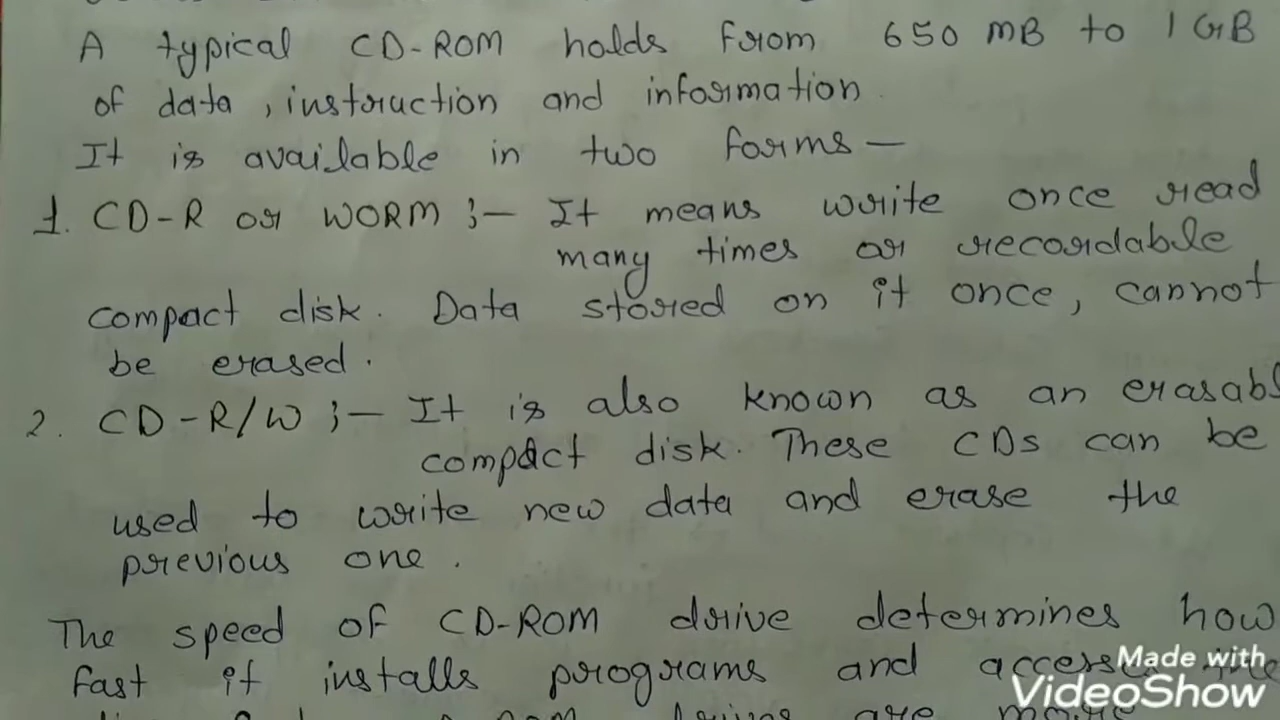 A typical CD-ROM holds from 650 MB to 1 GB
of data, instruction and information.
It is available in two forms —
1. CD-R or WORM ;— It means write once read
many times or recordable
compact disk. Data stored on it once, cannot
be erased.
2. CD-R/W ;— It is also known as an erasabl
compact disk. These CDs can be
used to write new data and erase the
previous one.
The speed of CD-ROM drive determines how
fast it installs programs and
Made with
VideoShow